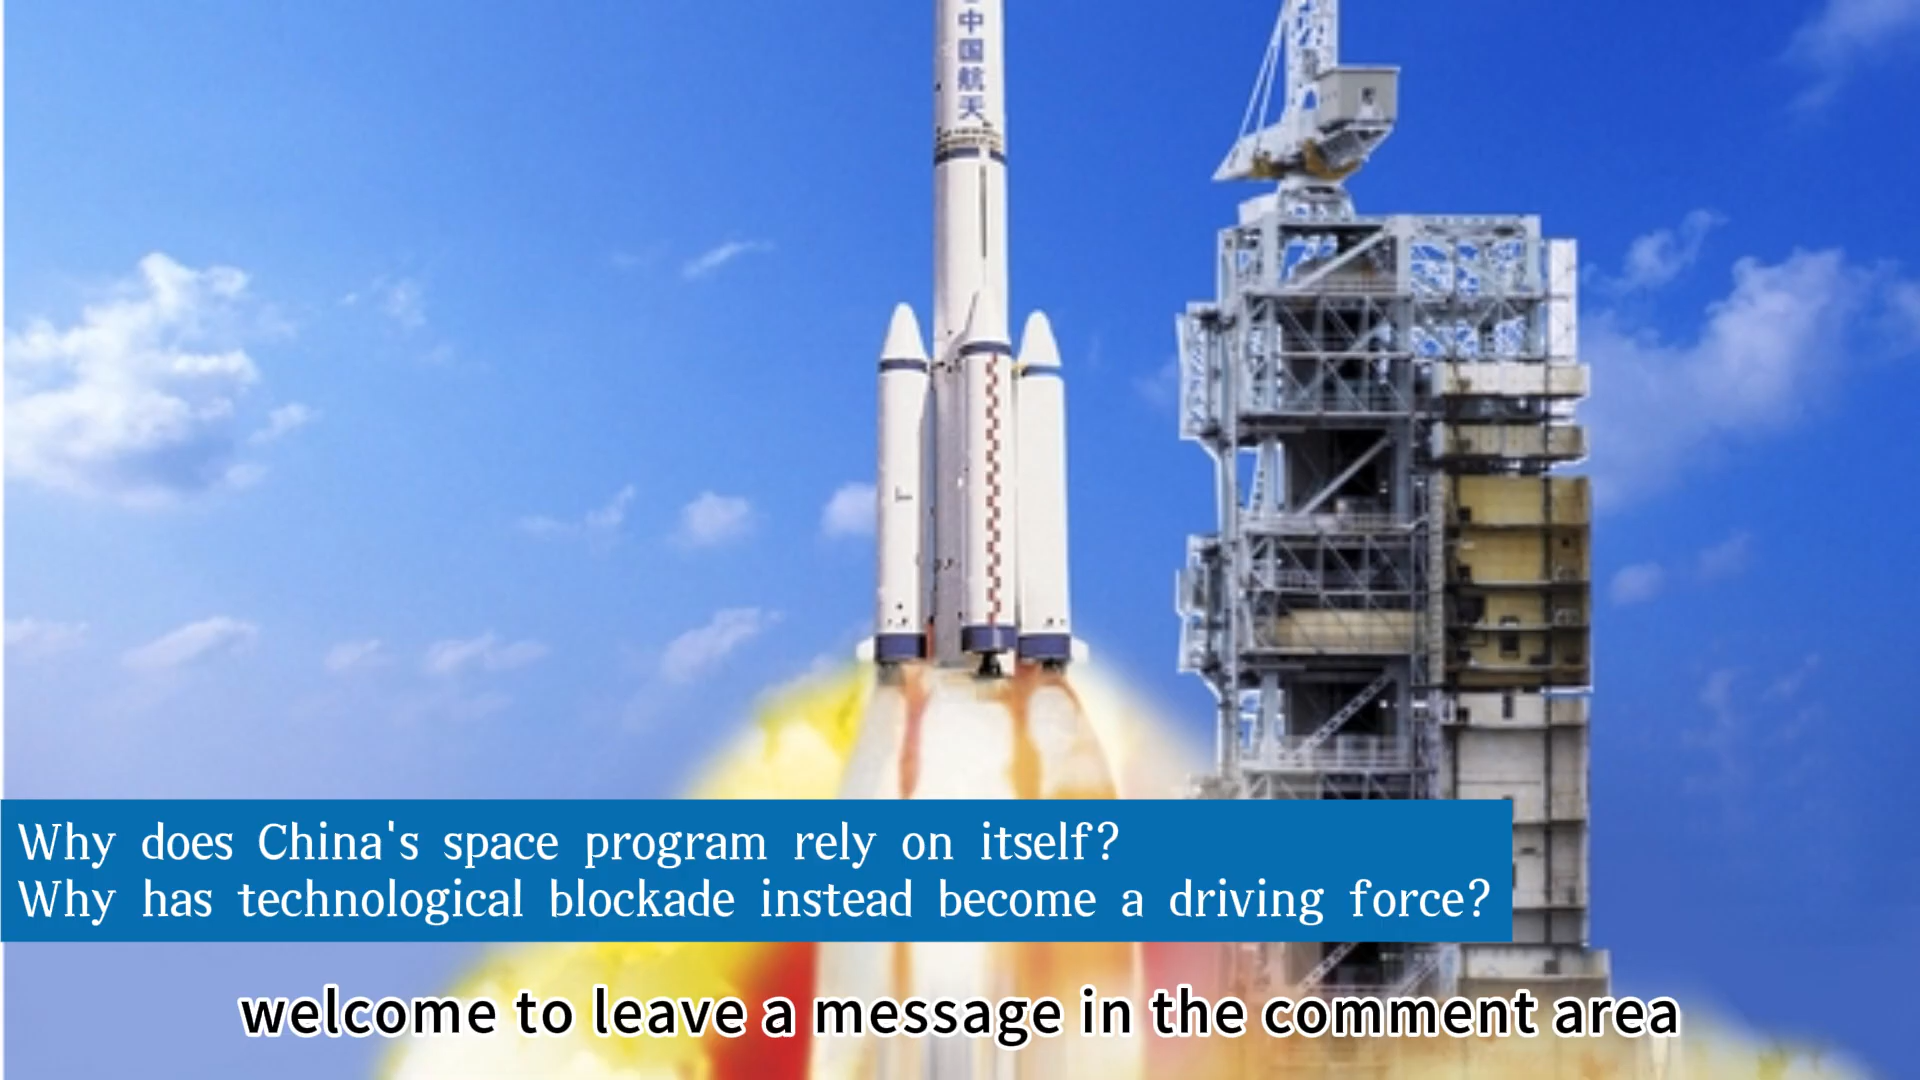 中国航天
Why does China's space program rely on itself?
Why has technological blockade instead become a driving force?
welcome to leave a message in the comment area